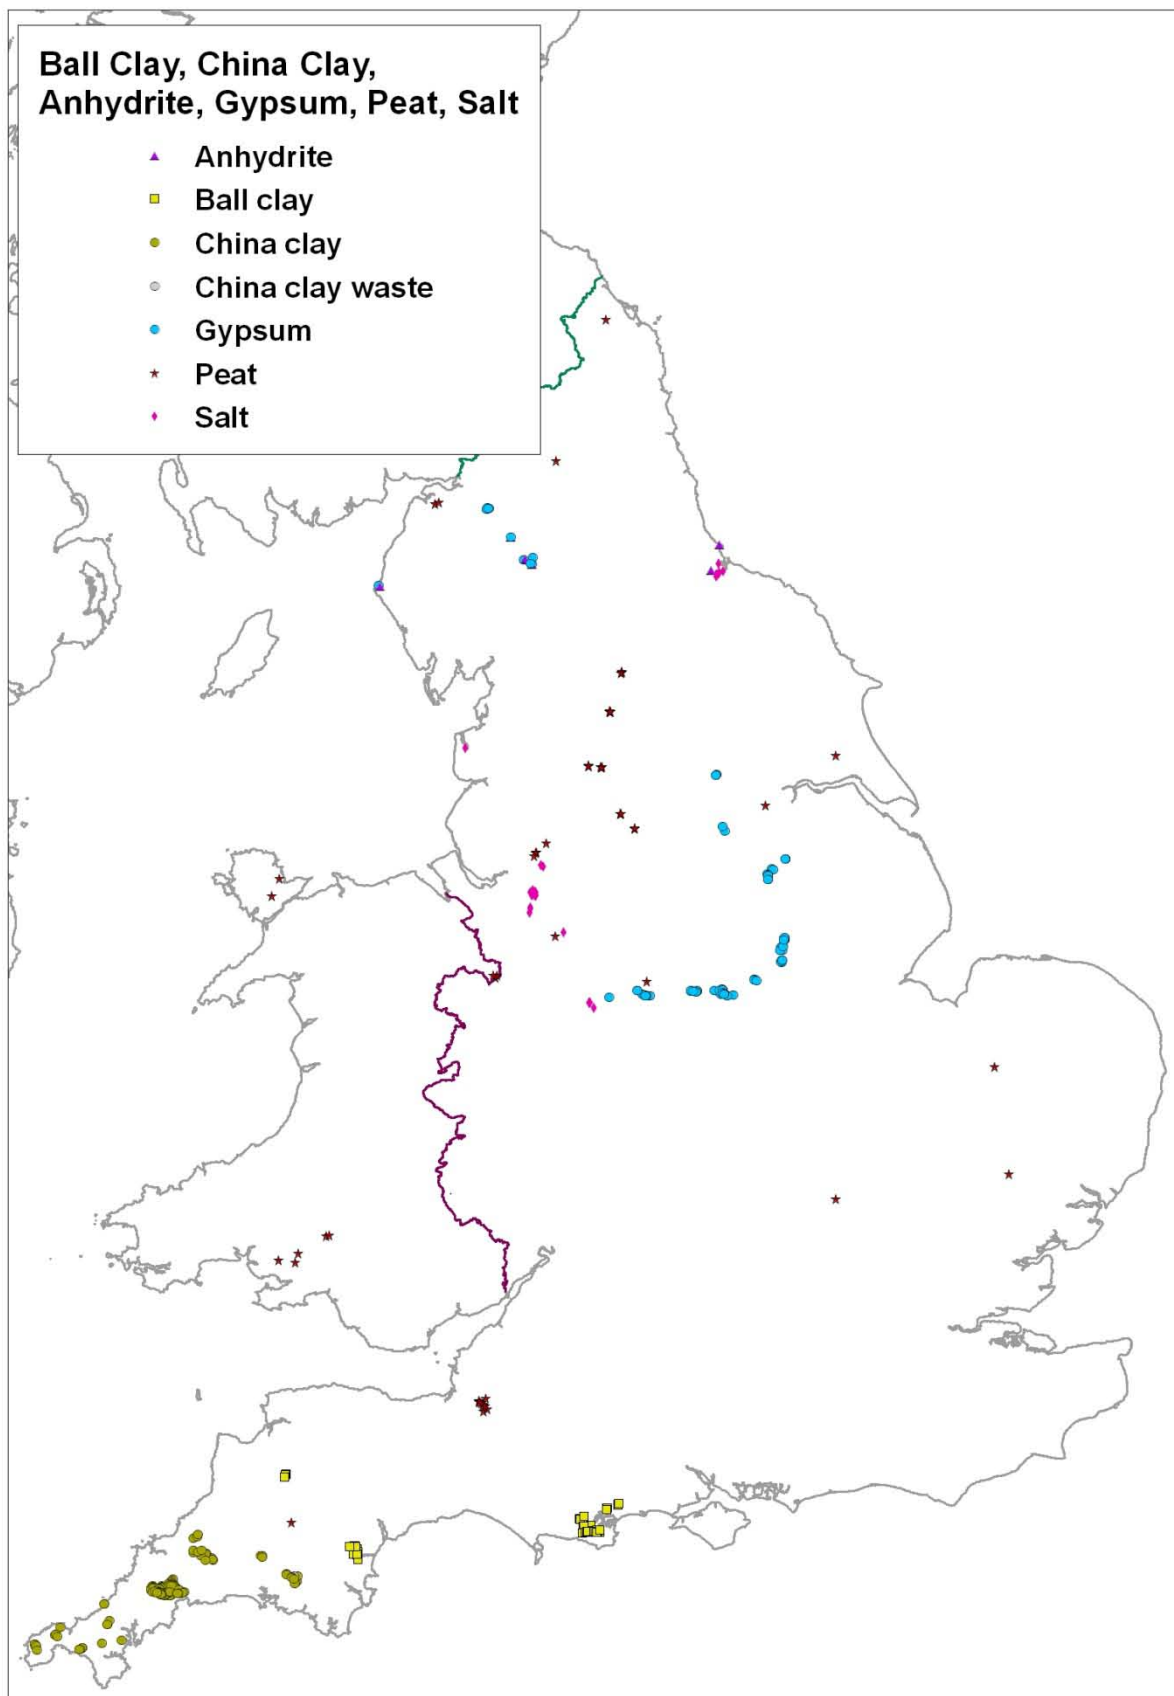 Ball Clay, China Clay,
Anhydrite, Gypsum, Peat, Salt
Anhydrite
Ball clay
China clay
China clay waste
Gypsum
Peat
Salt